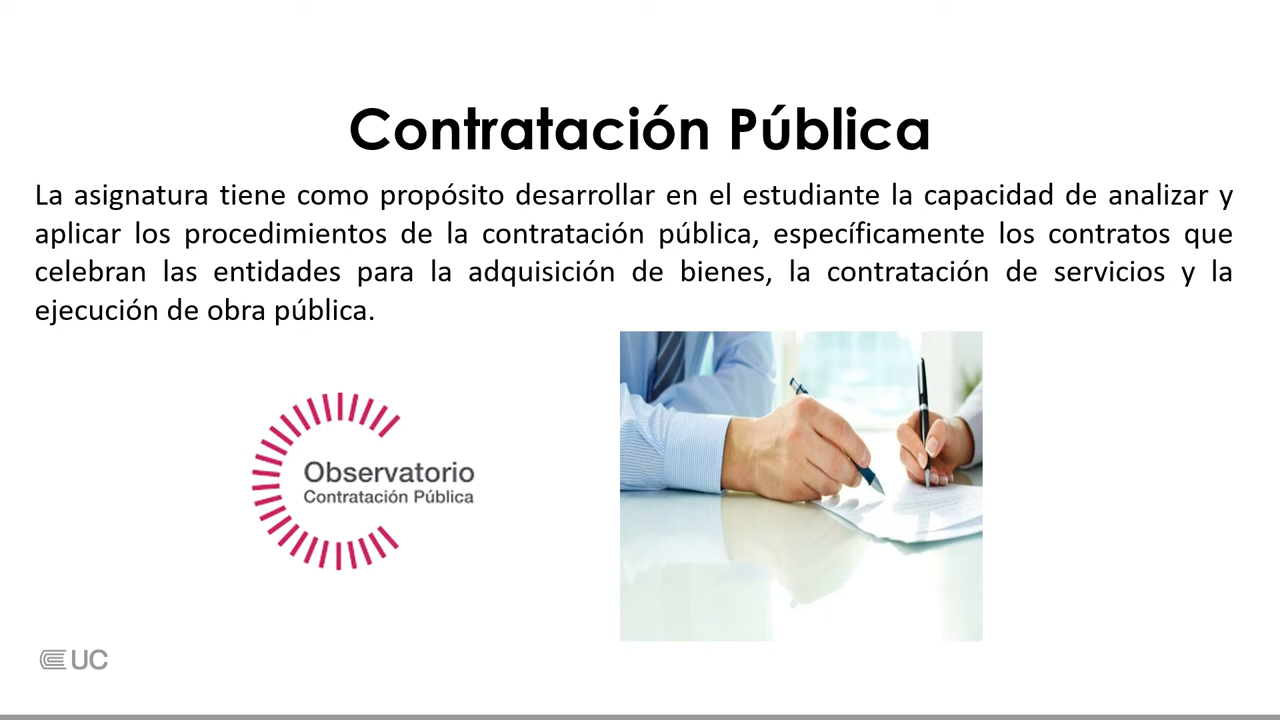 Contratación Pública
La asignatura tiene como propósito desarrollar en el estudiante la capacidad de analizar y
aplicar los procedimientos de la contratación pública, específicamente los contratos que
celebran las entidades para la adquisición de bienes, la contratación de servicios y la
ejecución de obra pública.
Observatorio
Contratación Pública
UC